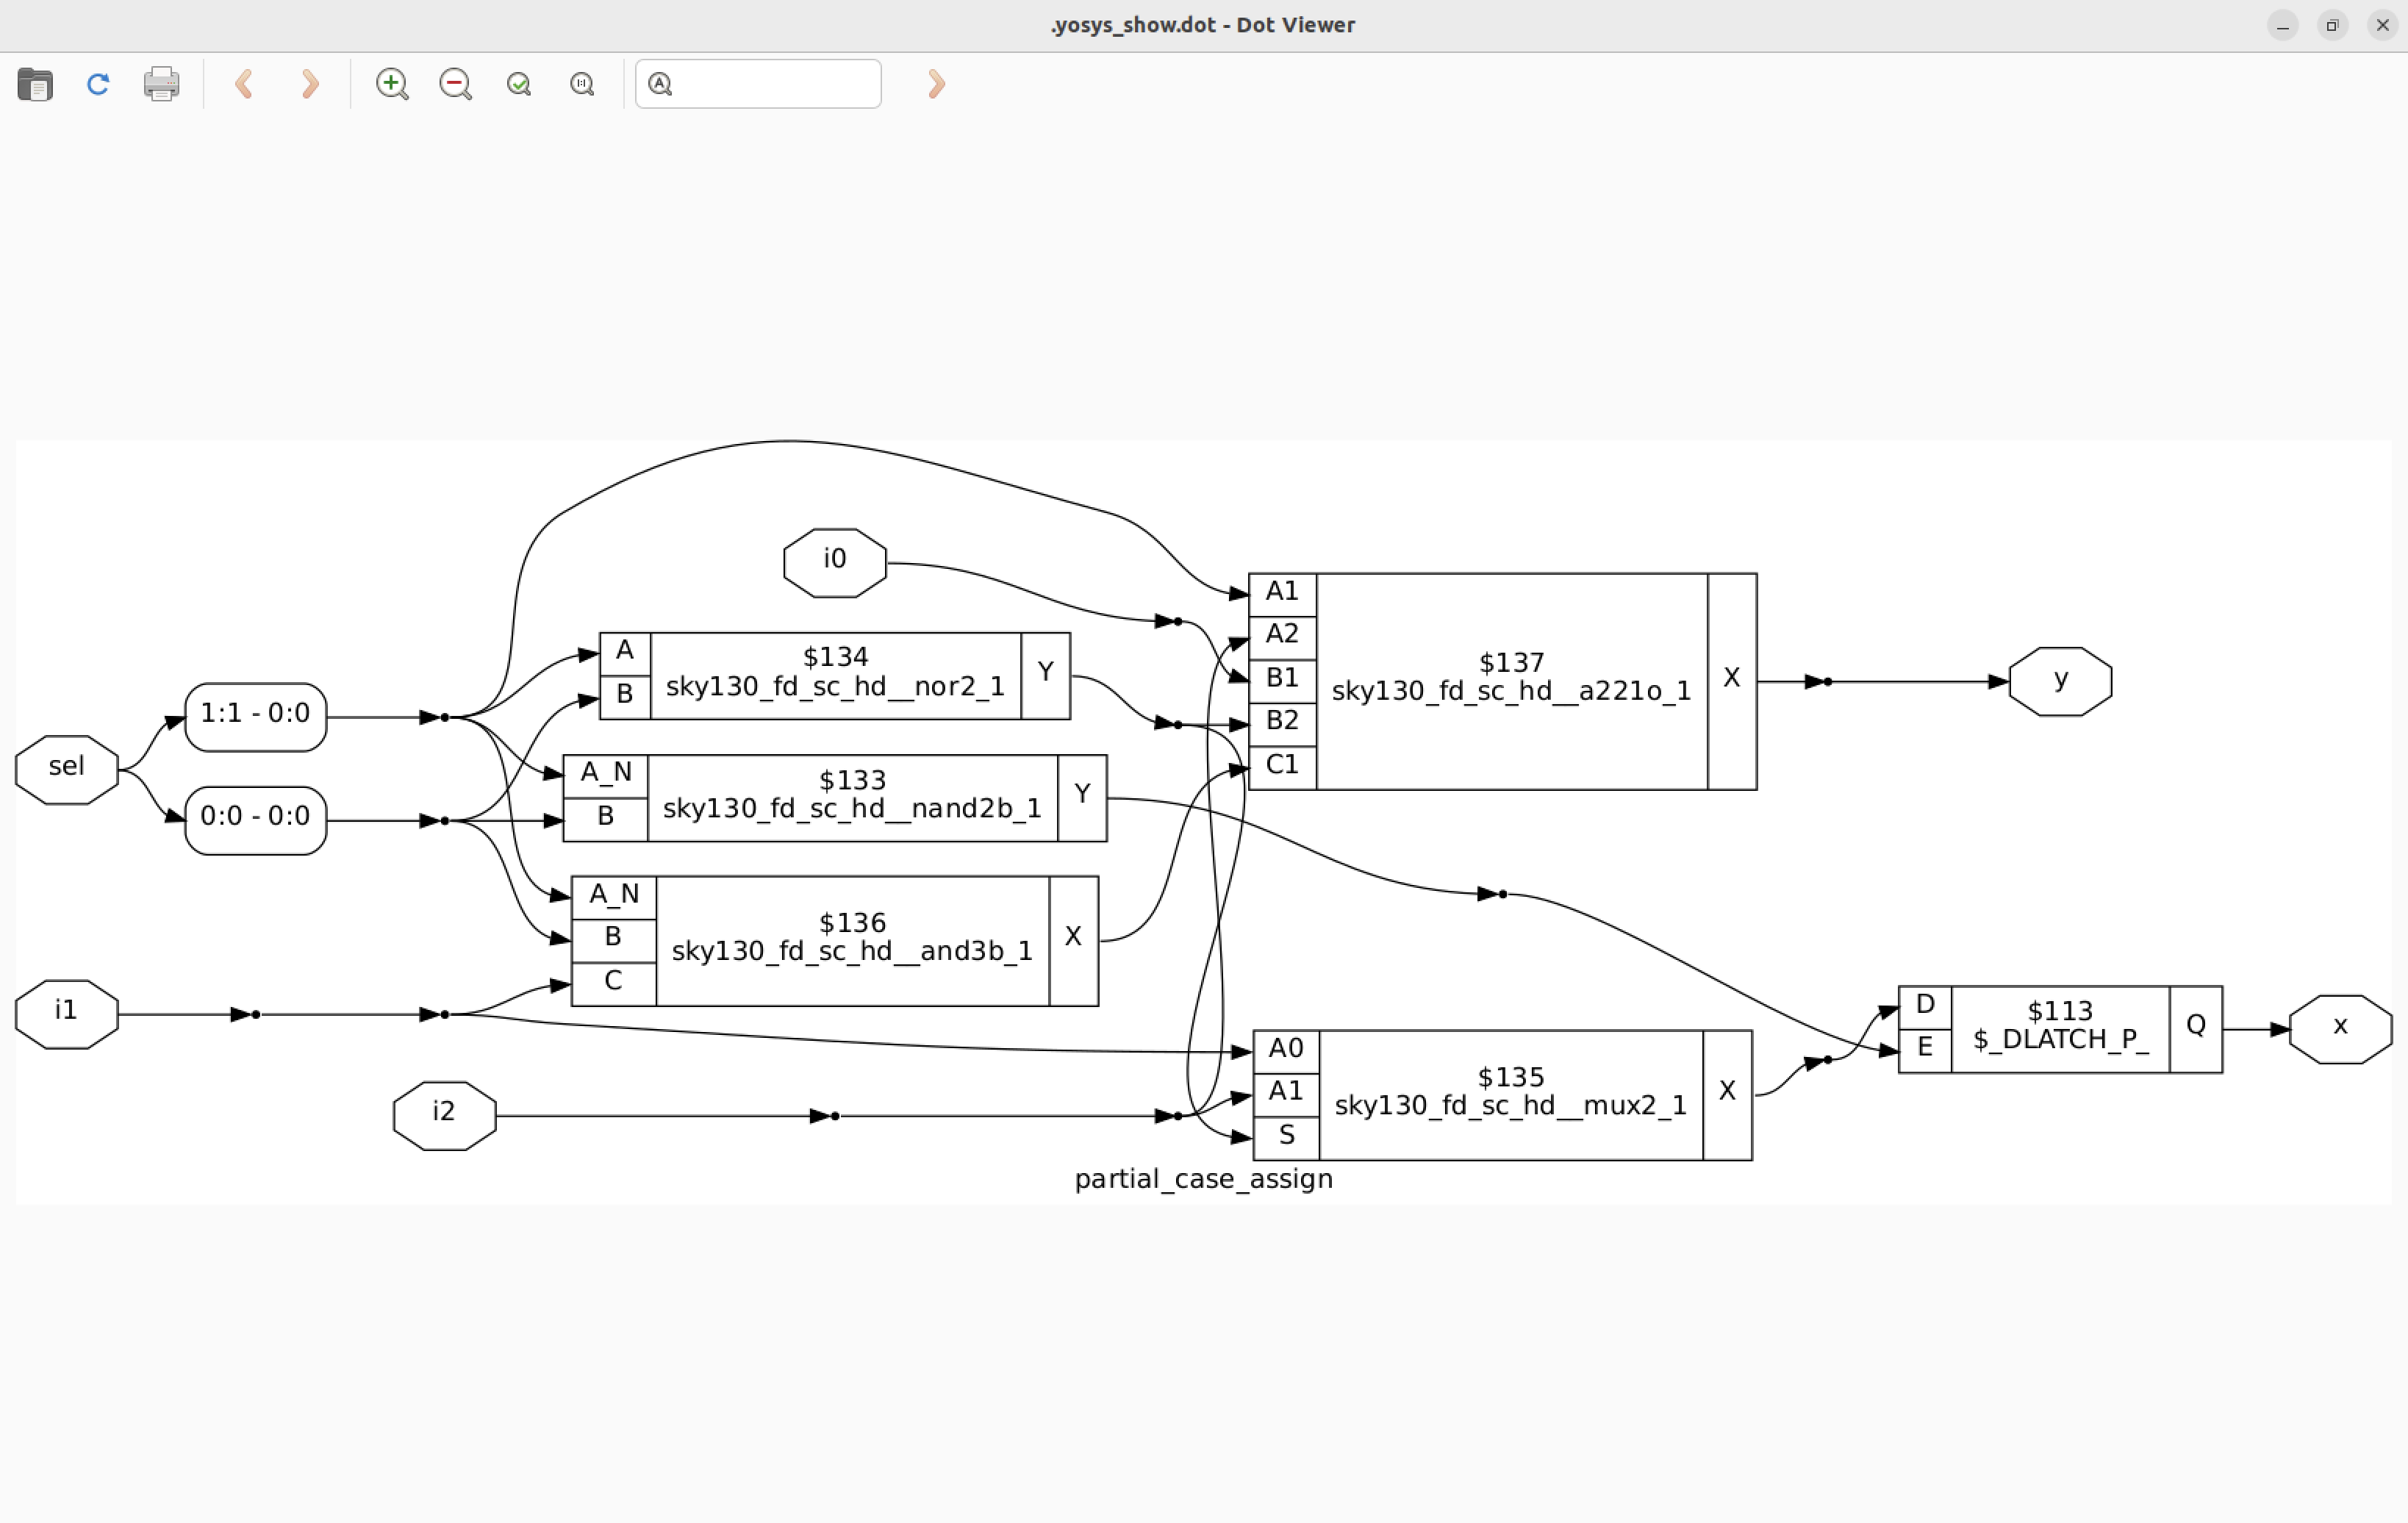 .yosys_show.dot - Dot Viewer
i0
sel
1:1 - 0:0
0:0 - 0:0
A
B
$134
sky130_fd_sc_hd__nor2_1
Y
A_N
B
$133
sky130_fd_sc_hd__nand2b_1
Y
A_N
B
C
$136
sky130_fd_sc_hd__and3b_1
X
i1
i2
A1
A2
B1
B2
C1
$137
sky130_fd_sc_hd__a221o_1
X
y
A0
A1
S
$135
sky130_fd_sc_hd__mux2_1
X
D
E
$113
$_DLATCH_P_
Q
x
partial_case_assign